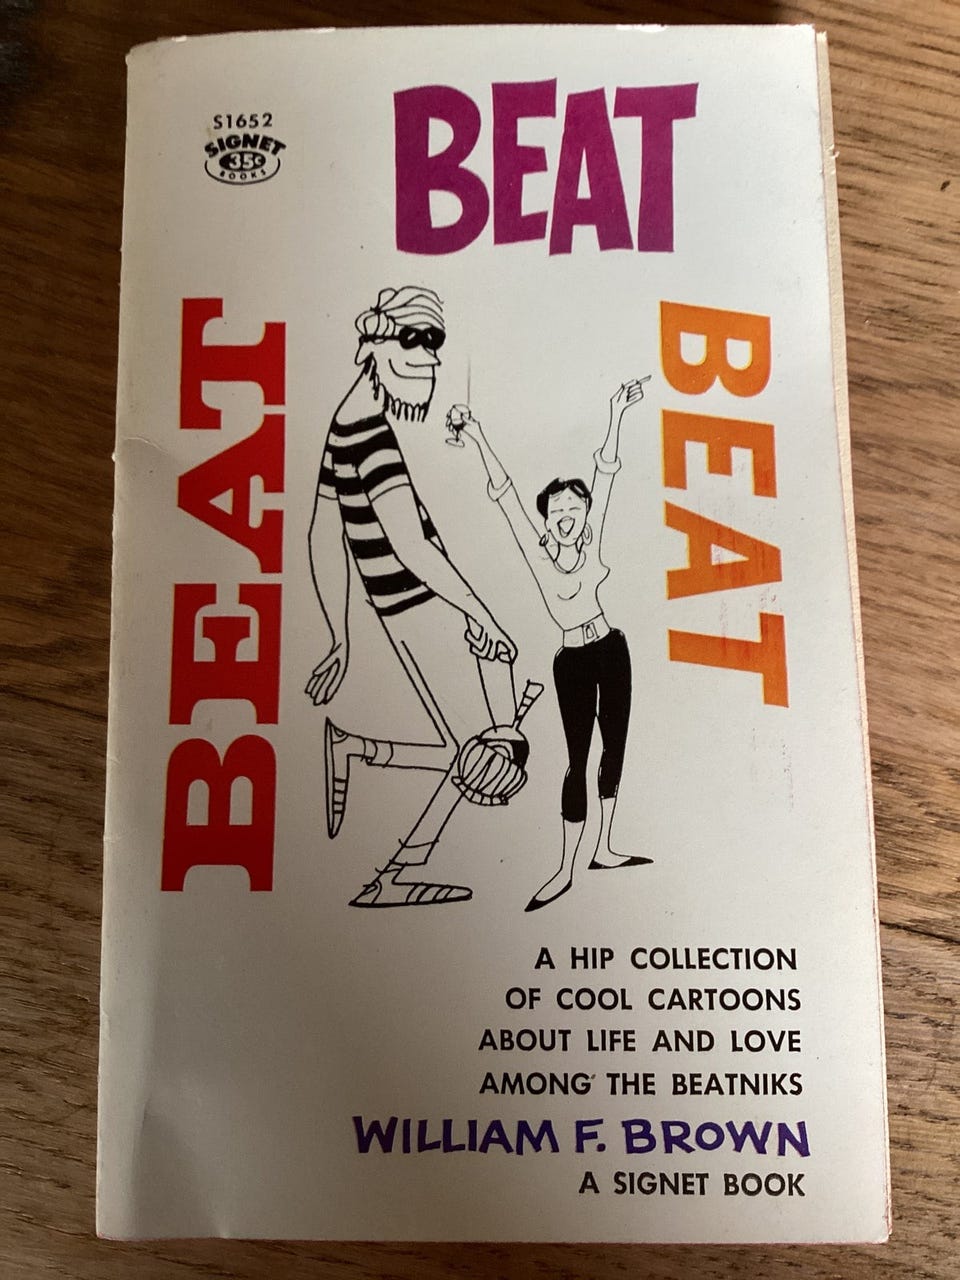 S1652
SIGNET
35¢
BOOKS
BEAT
BEAT
BEAT
A HIP COLLECTION
OF COOL CARTOONS
ABOUT LIFE AND LOVE
AMONG THE BEATNIKS
WILLIAM F. BROWN
A SIGNET BOOK